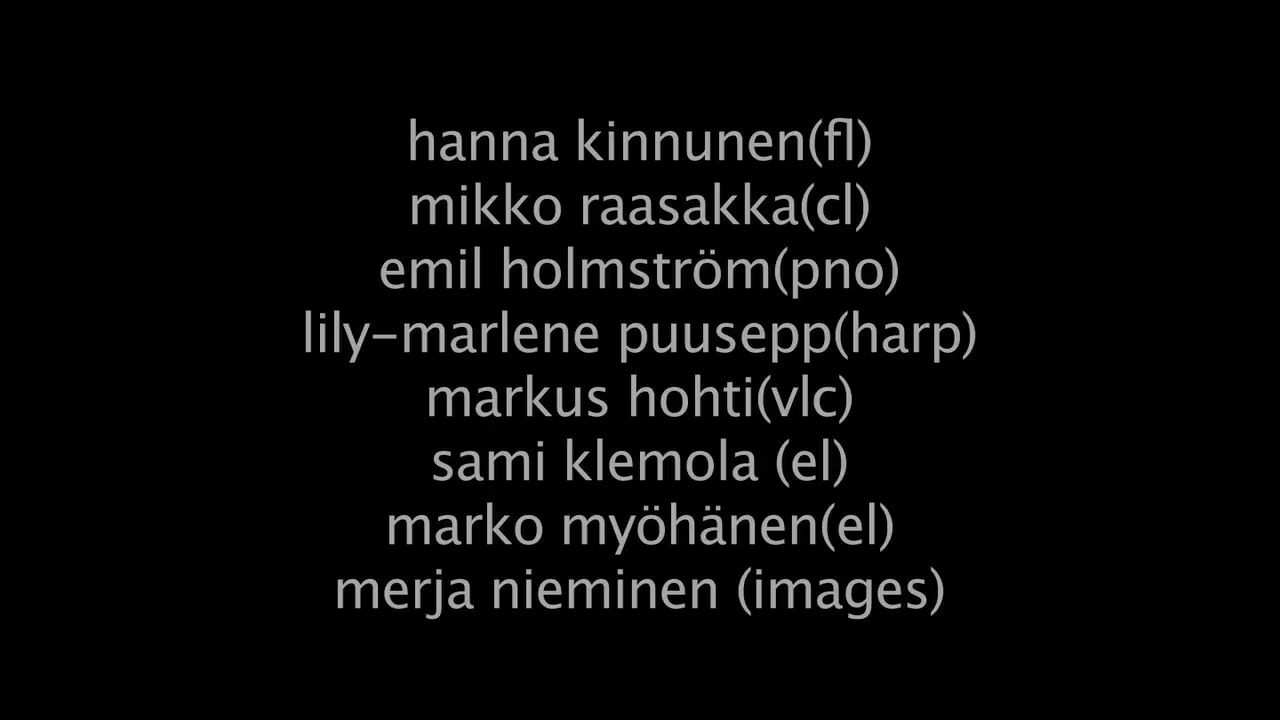 hanna kinnunen(fl)
mikko raasakka(cl)
emil holmström(pno)
lily-marlene puusepp(harp)
markus hohti(vlc)
sami klemola (el)
marko myöhänen(el)
merja nieminen (images)